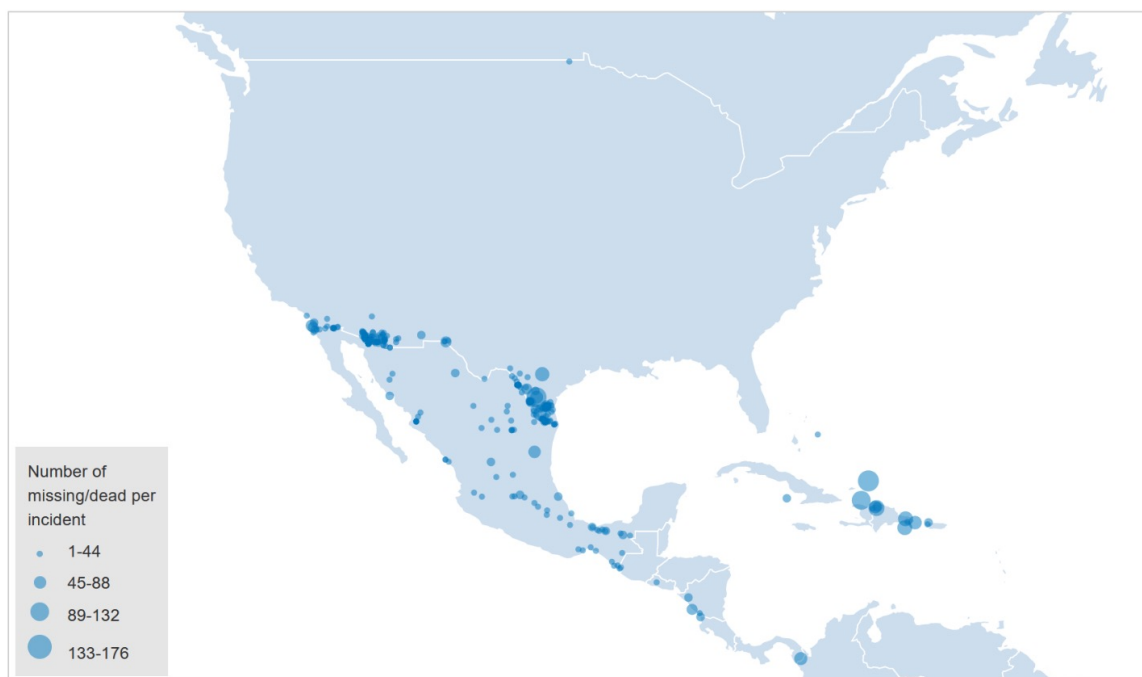 Number of
missing/dead per
incident
1-44
45-88
89-132
133-176